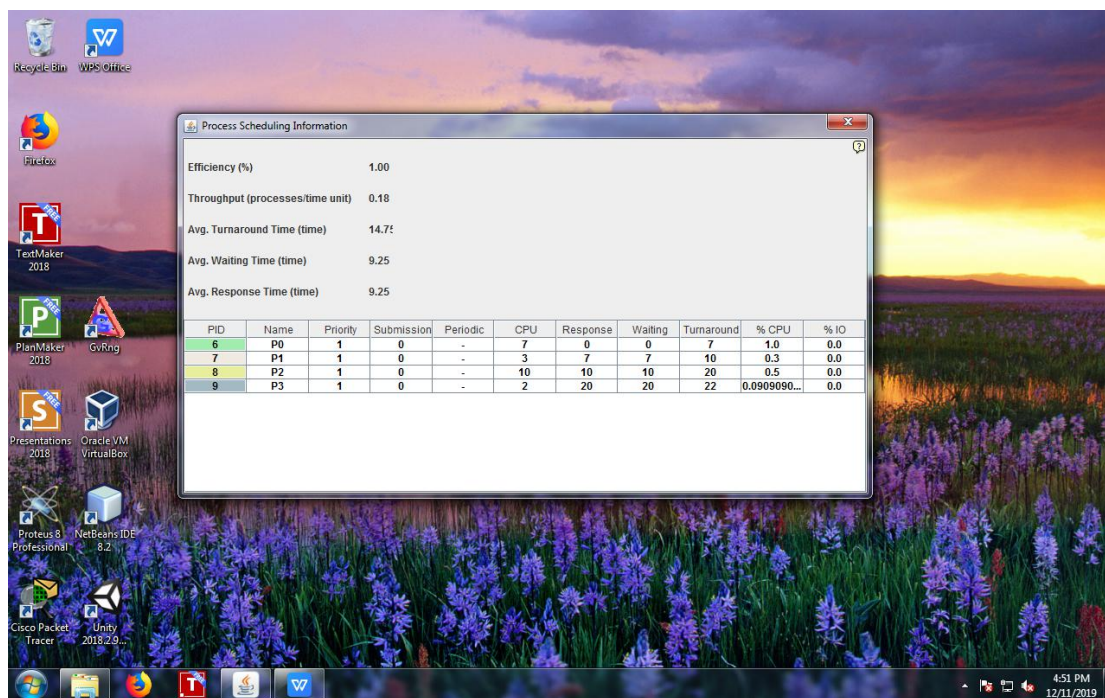 Recycle Bin
WPS Office
Firefox
FREE
TextMaker
2018
FREE
PlanMaker
2018
GvRng
FREE
Presentations
2018
Oracle VM
VirtualBox
Proteus 8
Professional
NetBeans IDE
8.2
Cisco Packet
Tracer
Unity
2018.2.9...
Process Scheduling Information
Efficiency (%) 1.00
Throughput (processes/time unit) 0.18
Avg. Turnaround Time (time) 14.75
Avg. Waiting Time (time) 9.25
Avg. Response Time (time) 9.25
PID Name Priority Submission Periodic CPU Response Waiting Turnaround % CPU % IO
6 P0 1 0 - 7 0 0 7 1.0 0.0
7 P1 1 0 - 3 7 7 10 0.3 0.0
8 P2 1 0 - 10 10 10 20 0.5 0.0
9 P3 1 0 - 2 20 20 22 0.0909090... 0.0
4:51 PM
12/11/2019